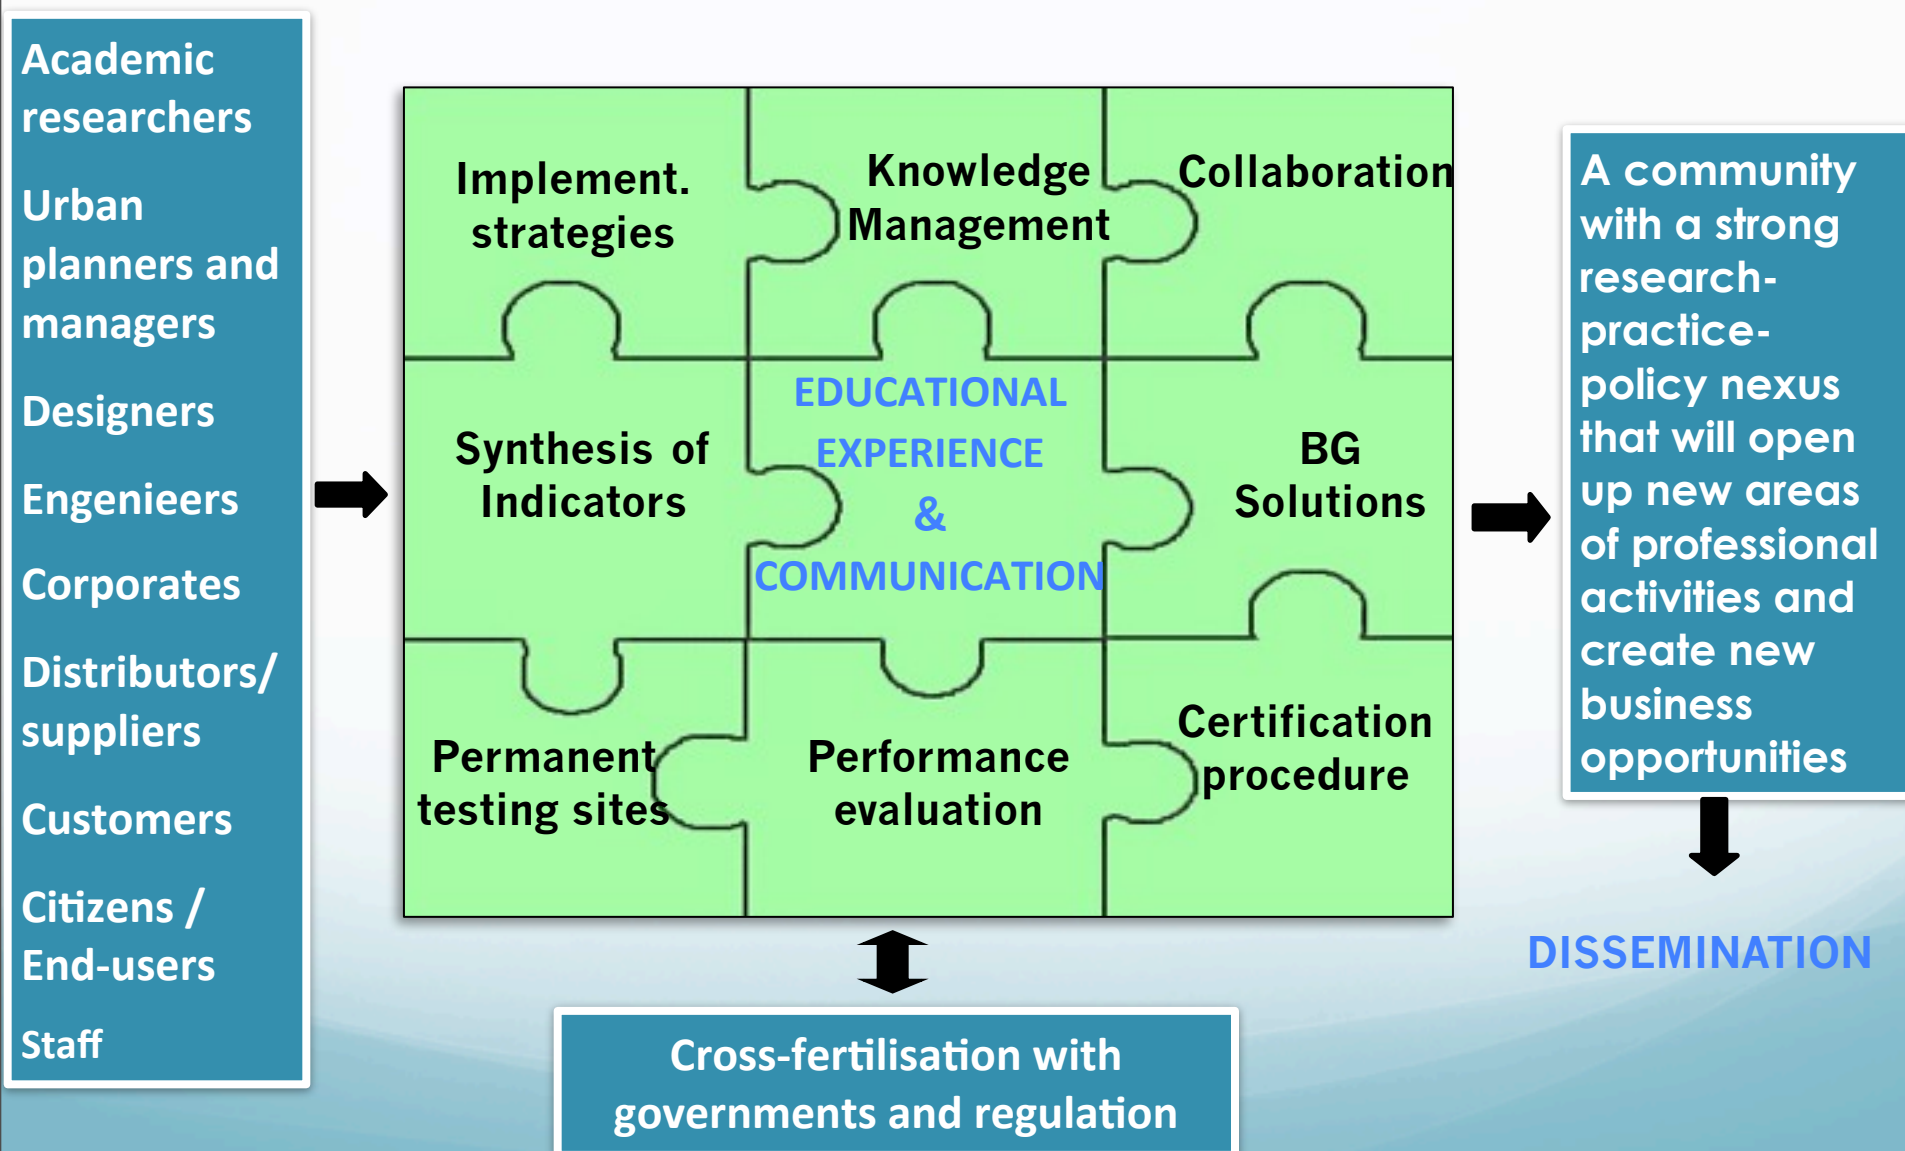 Academic
researchers
Urban
planners and
managers
Designers
Engenieers
Corporates
Distributors/
suppliers
Customers
Citizens /
End-users
Staff
Implement.
strategies
Knowledge
Management
Collaboration
Synthesis of
Indicators
EDUCATIONAL
EXPERIENCE
&
COMMUNICATION
BG
Solutions
Permanent
testing sites
Performance
evaluation
Certification
procedure
Cross-fertilisation with
governments and regulation
A community
with a strong
research-
practice-
policy nexus
that will open
up new areas
of professional
activities and
create new
business
opportunities
DISSEMINATION